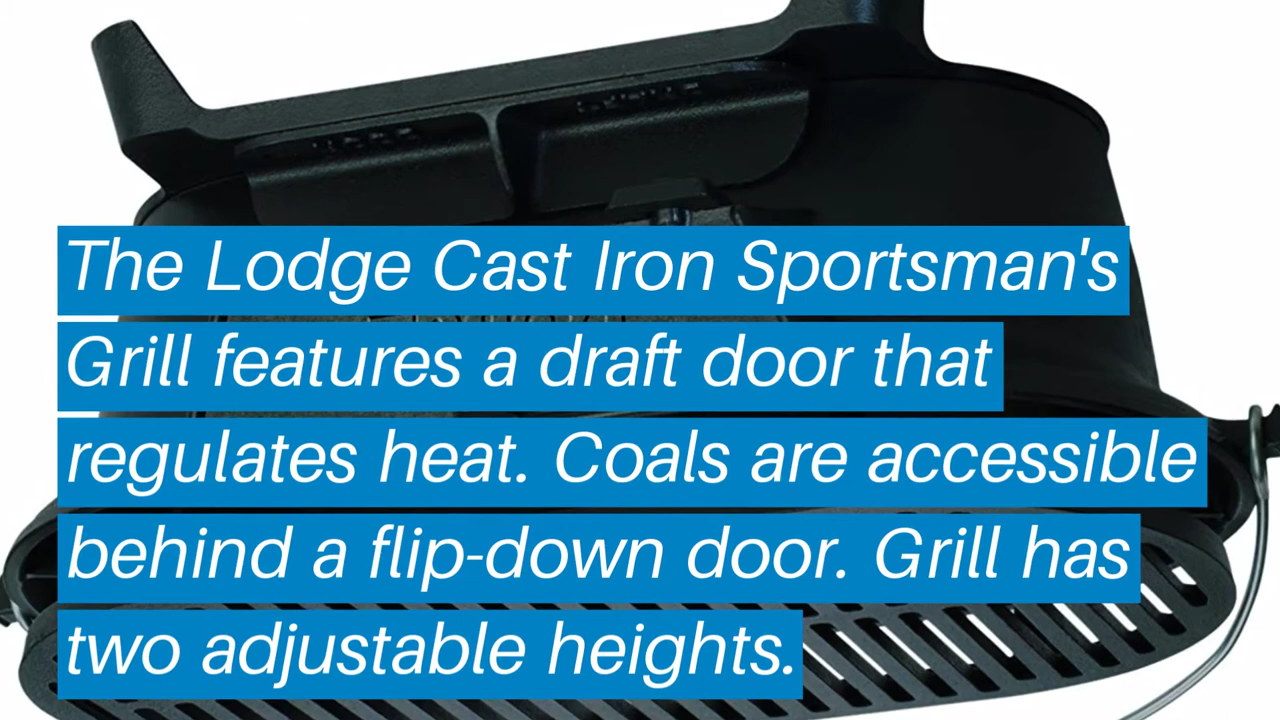 The Lodge Cast Iron Sportsman's
Grill features a draft door that
regulates heat. Coals are accessible
behind a flip-down door. Grill has
two adjustable heights.